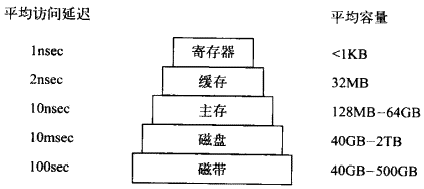 平均访问延迟 平均容量
1nsec 寄存器 <1KB
2nsec 缓存 32MB
10nsec 主存 128MB-64GB
10msec 磁盘 40GB-2TB
100sec 磁带 40GB-500GB